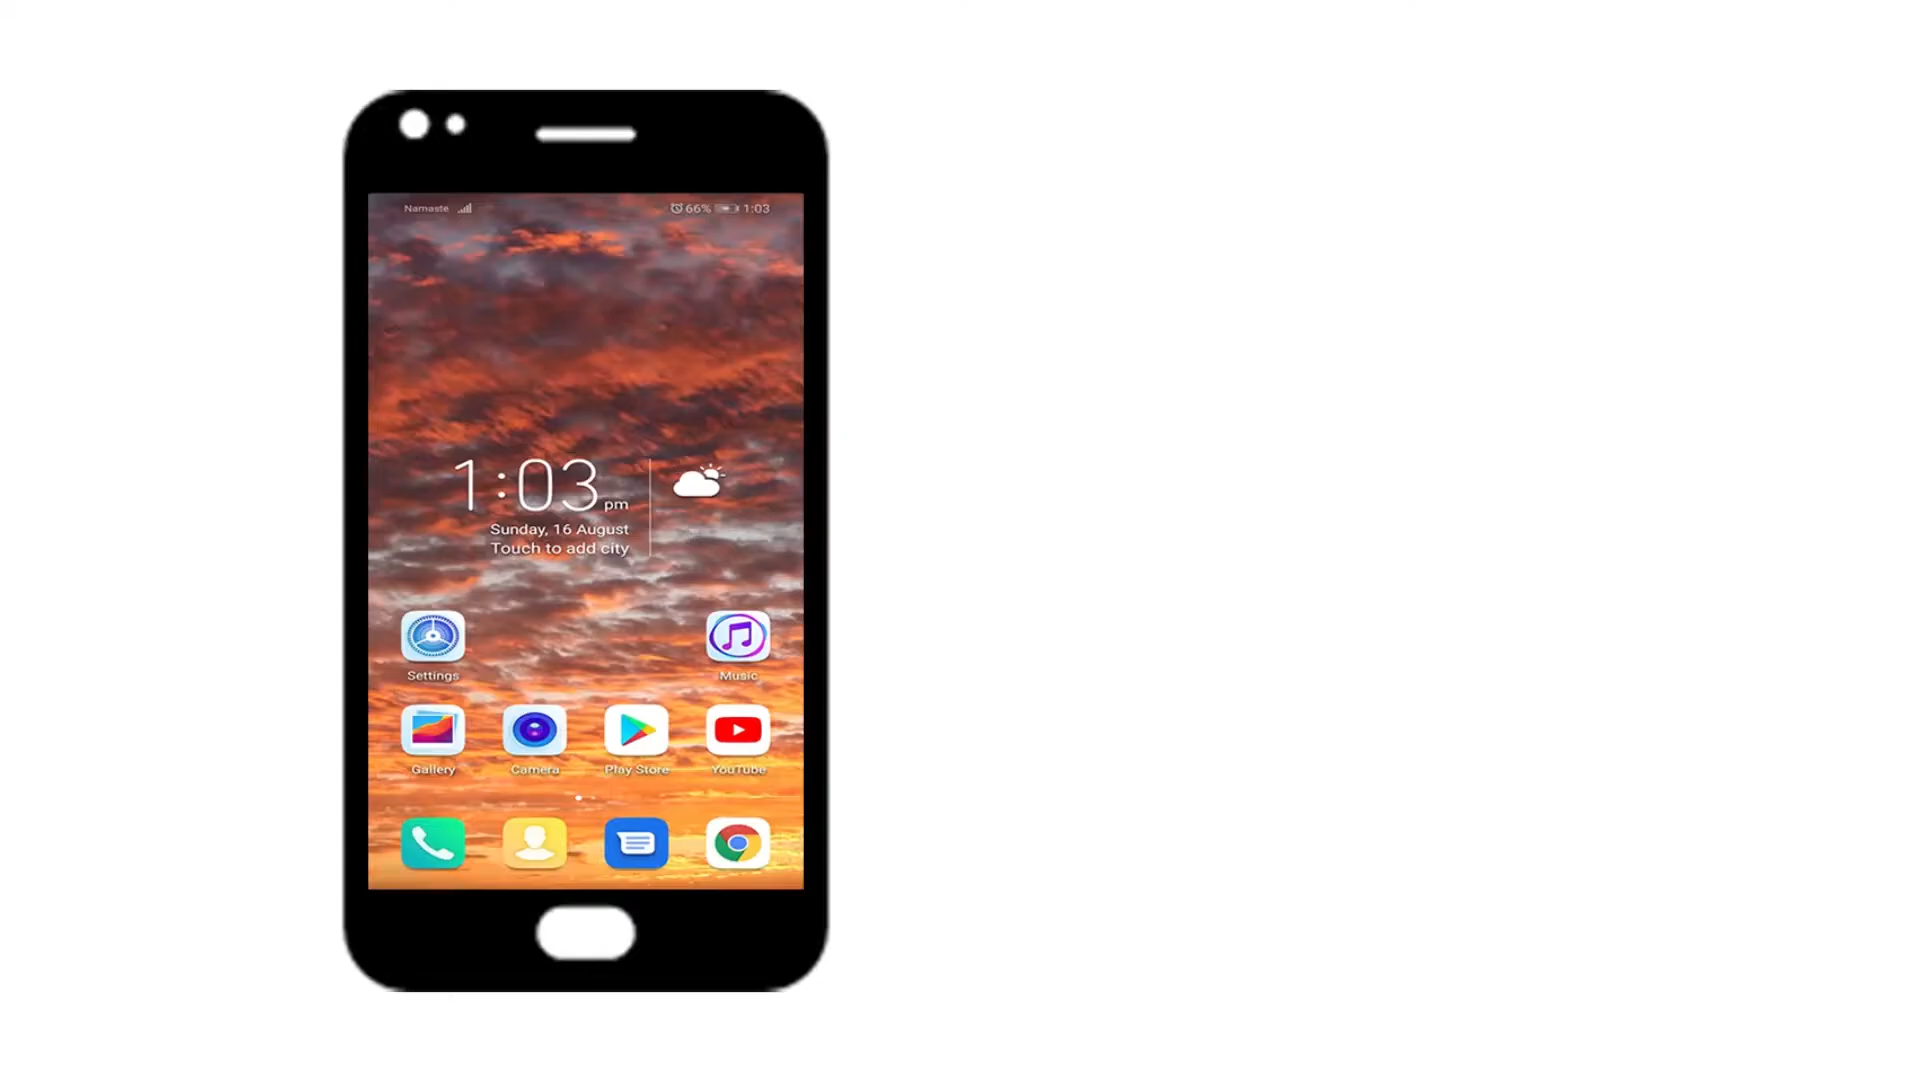 Namaste 66% 1:03
1:03 pm
Sunday, 16 August
Touch to add city
Settings Music
Gallery Camera Play Store YouTube